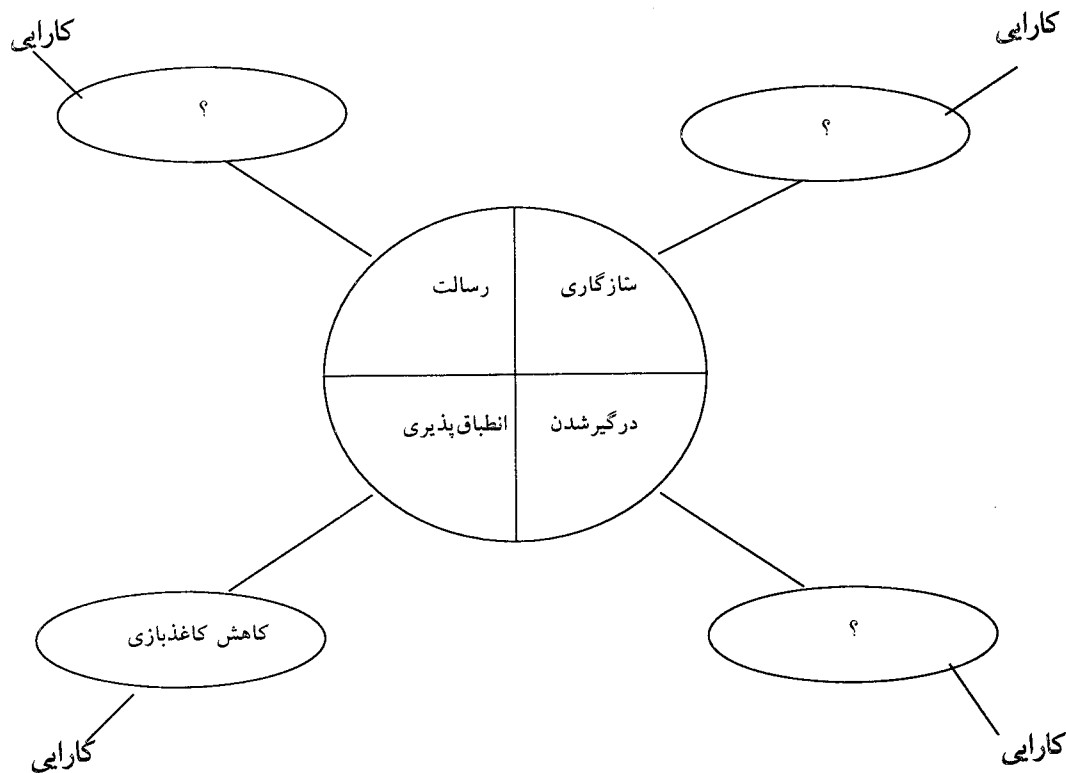 کارایی
کارایی
؟
؟
سازگاری
رسالت
درگیرشدن
انطباق‌پذیری
؟
کاهش کاغذبازی
کارایی
کارایی